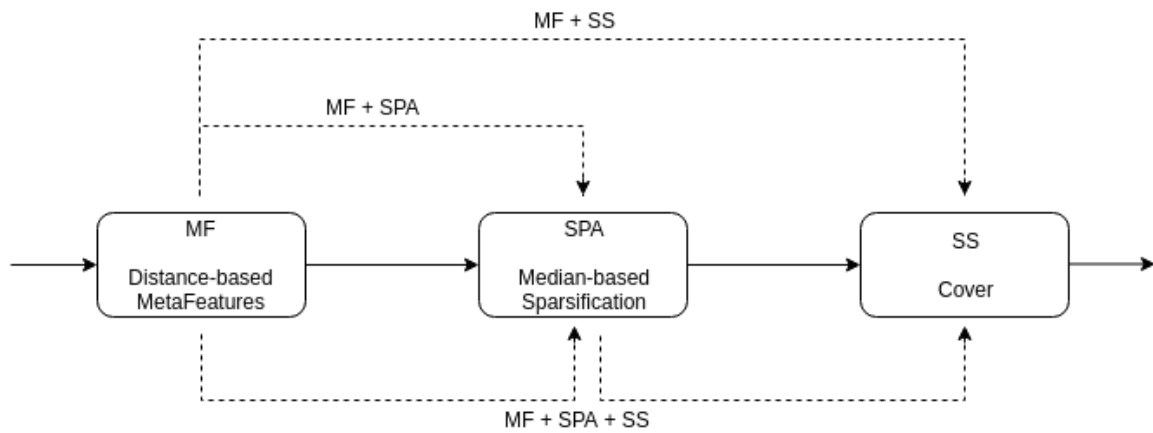 MF + SS
MF + SPA
MF
Distance-based
MetaFeatures
SPA
Median-based
Sparsification
SS
Cover
MF + SPA + SS